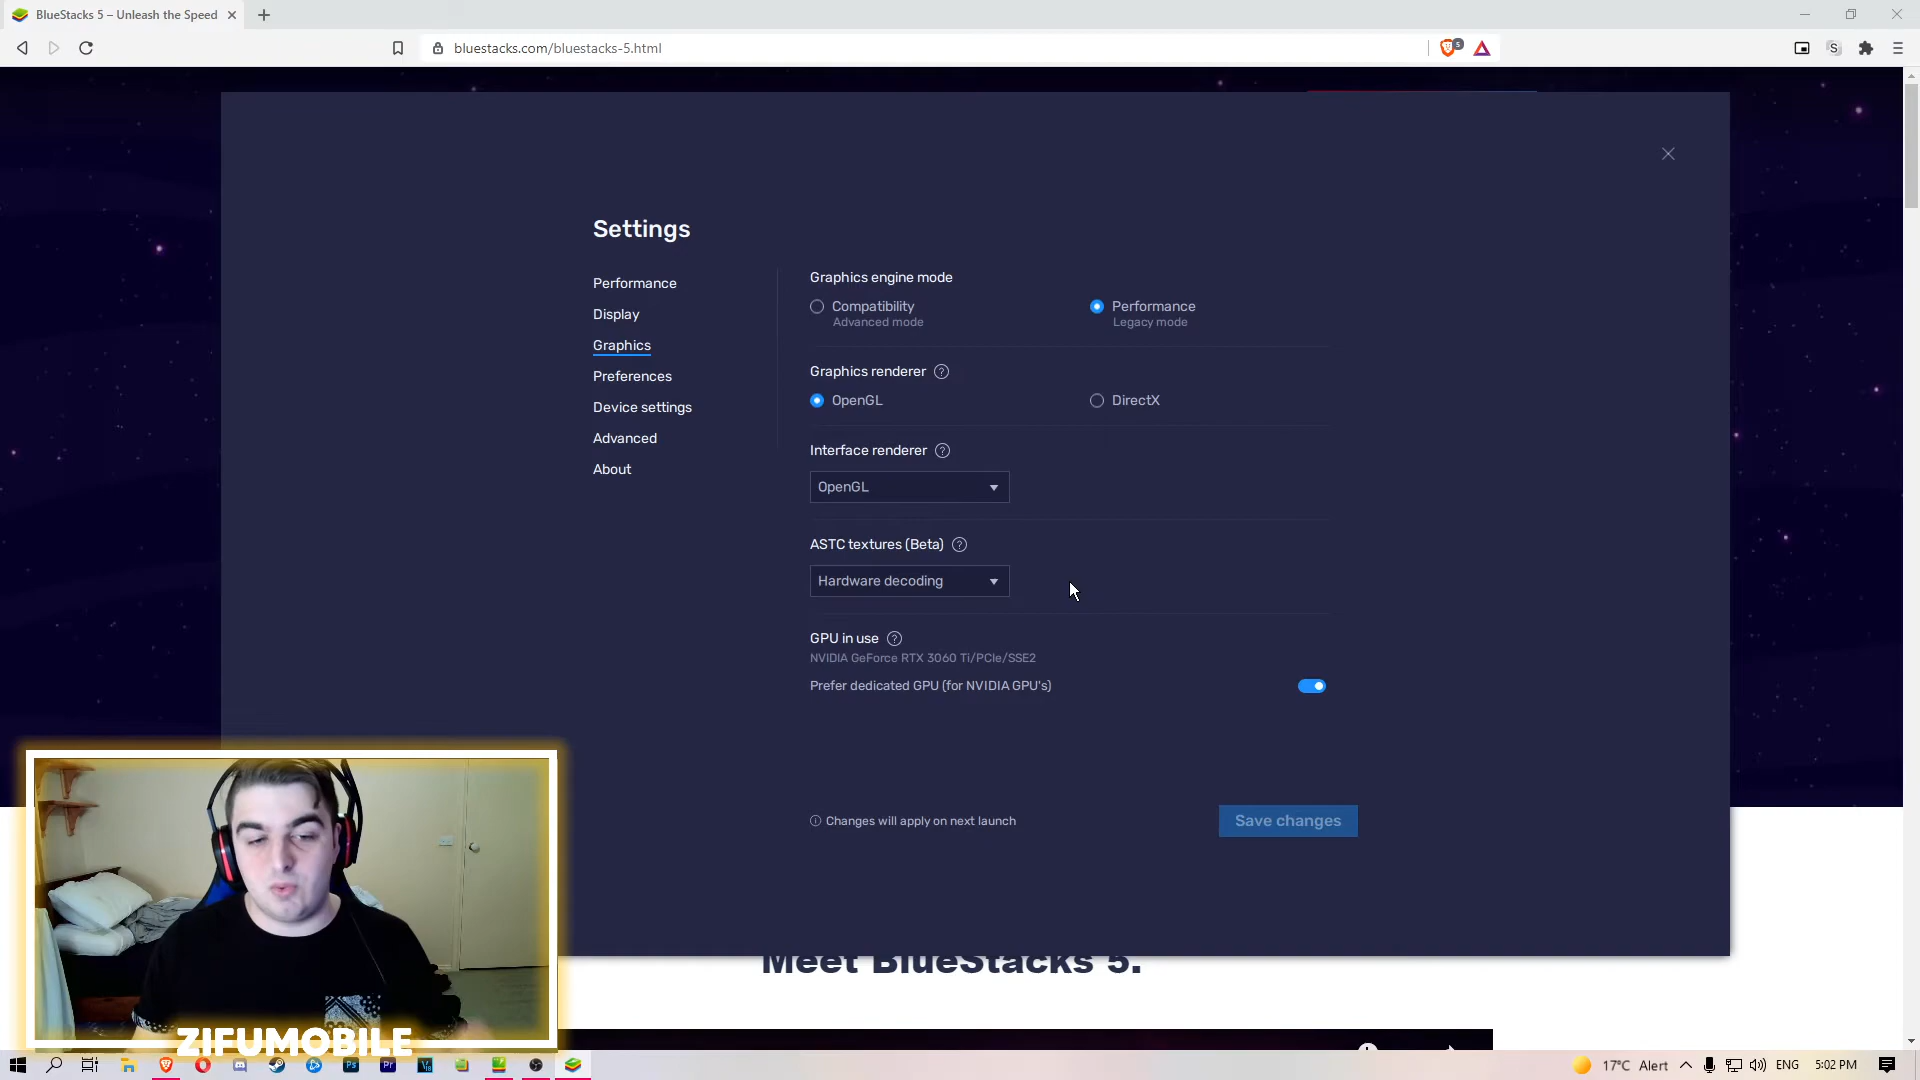 BlueStacks 5 – Unleash the Speed
bluestacks.com/bluestacks-5.html
5
S
Settings
Performance
Display
Graphics
Preferences
Device settings
Advanced
About
Graphics engine mode
Compatibility
Advanced mode
Performance
Legacy mode
Graphics renderer ?
OpenGL
DirectX
Interface renderer ?
OpenGL
ASTC textures (Beta) ?
Hardware decoding
GPU in use ?
NVIDIA GeForce RTX 3060 Ti/PCIe/SSE2
Prefer dedicated GPU (for NVIDIA GPU's)
Changes will apply on next launch
Save changes
Meet BlueStacks 5.
ZIFUMOBILE
Ps
Pr
17°C Alert
ENG
5:02 PM